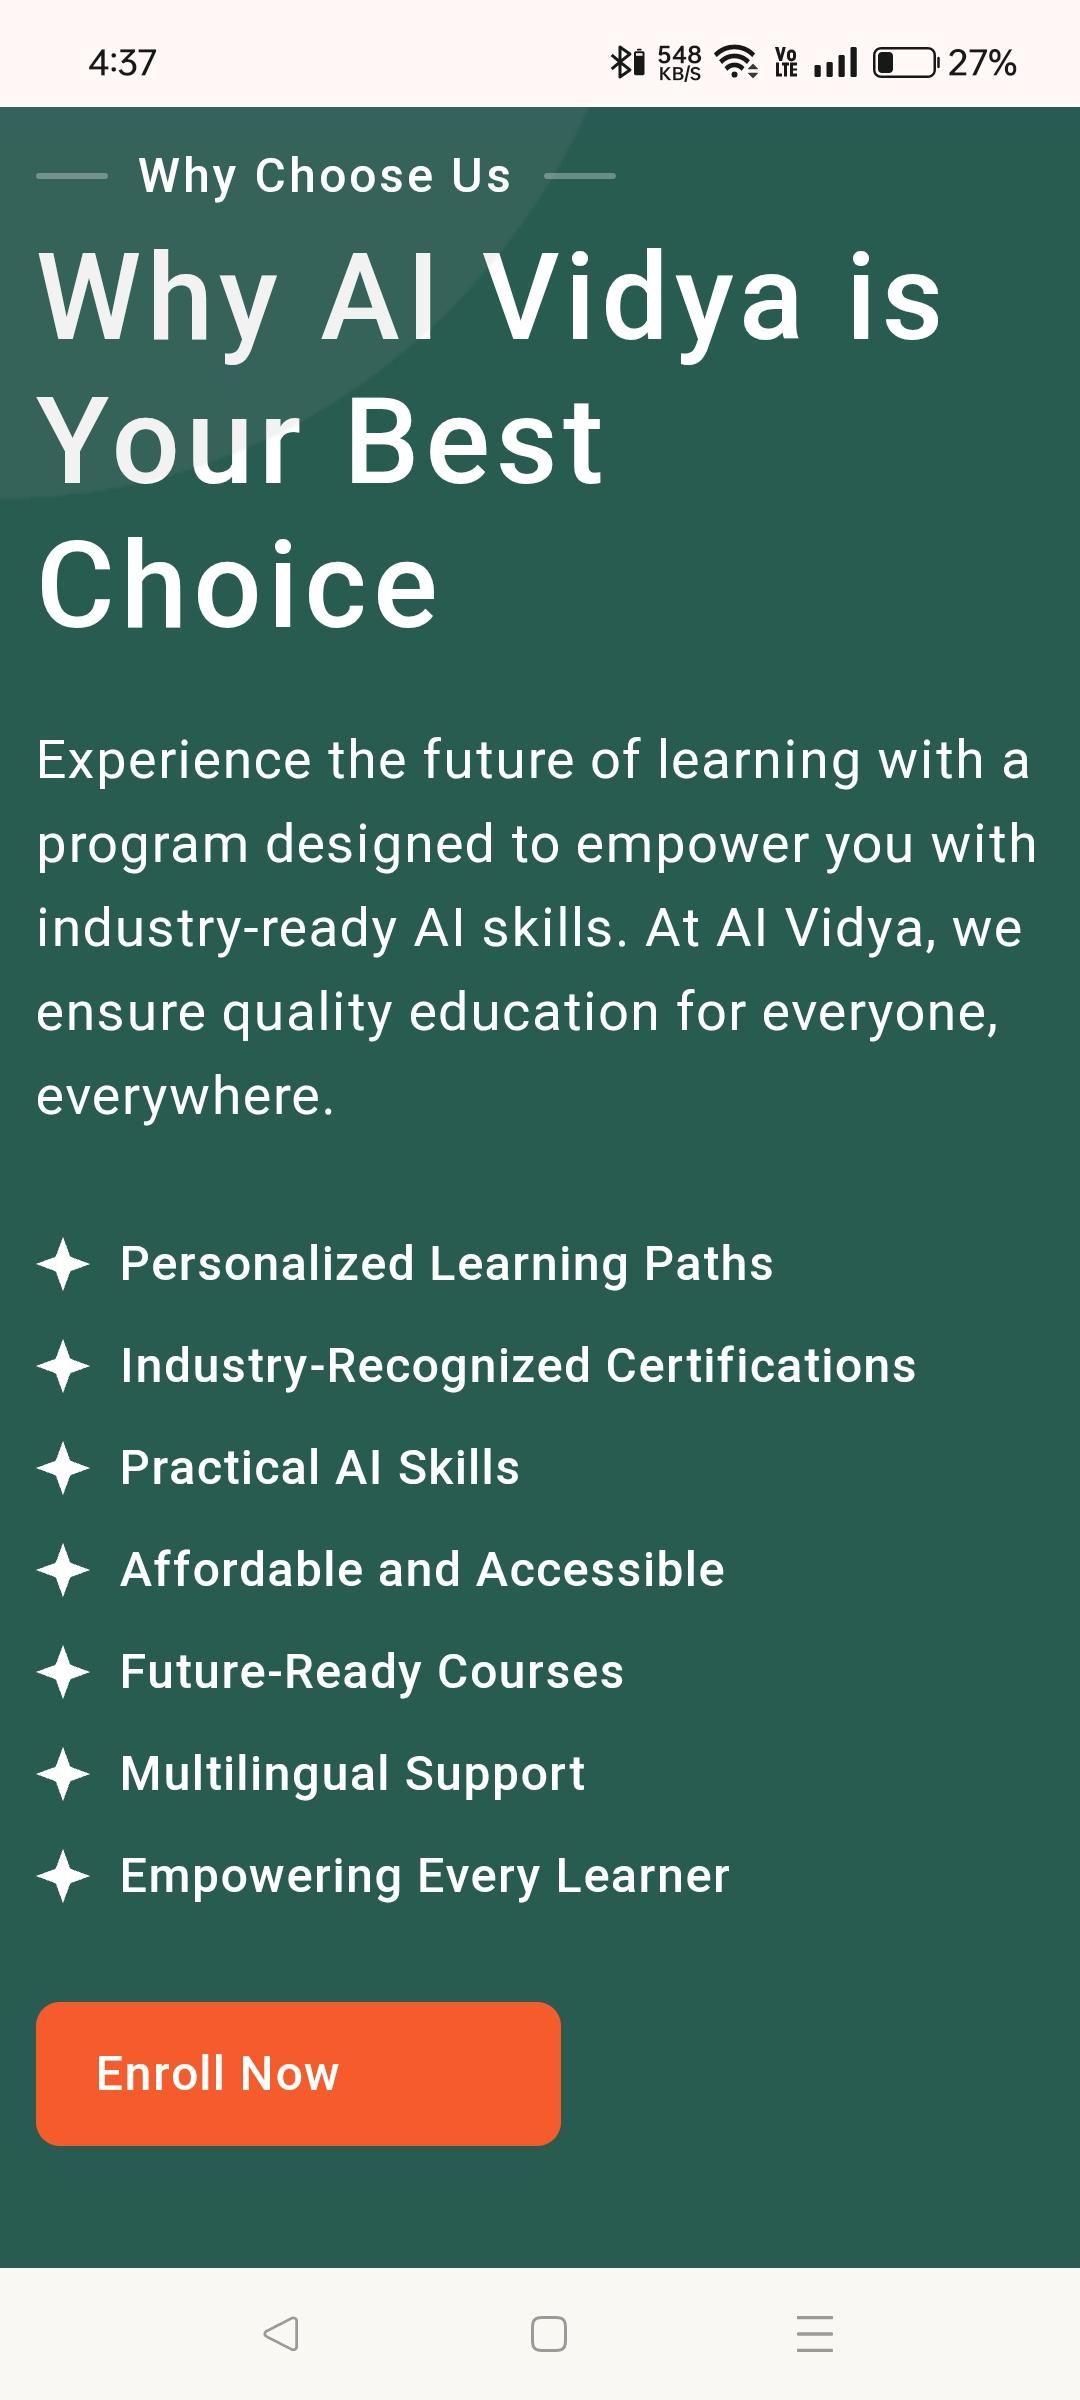 4:37
548
KB/S
Vo
LTE
27%
Why Choose Us
Why AI Vidya is
Your Best
Choice
Experience the future of learning with a
program designed to empower you with
industry-ready AI skills. At AI Vidya, we
ensure quality education for everyone,
everywhere.
Personalized Learning Paths
Industry-Recognized Certifications
Practical AI Skills
Affordable and Accessible
Future-Ready Courses
Multilingual Support
Empowering Every Learner
Enroll Now